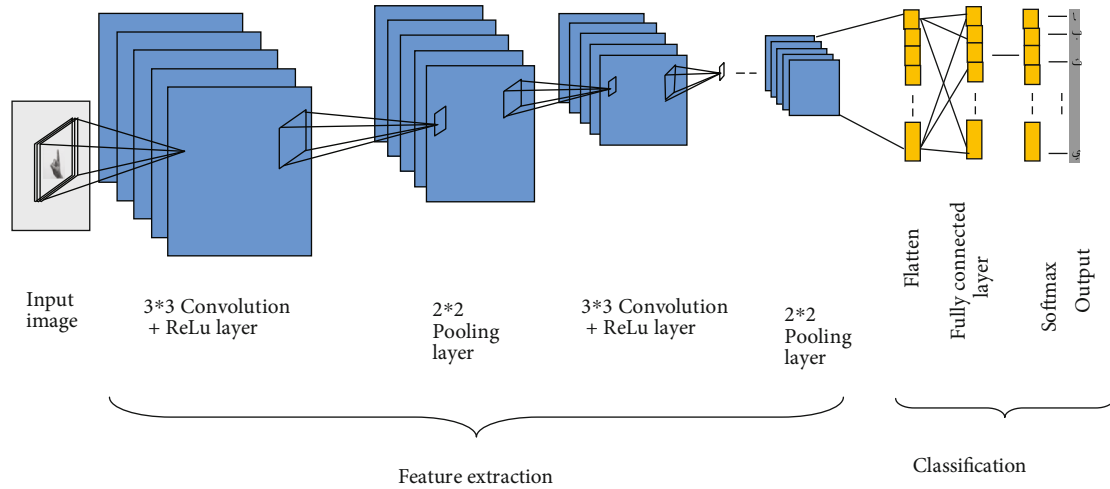 Input
image
3*3 Convolution
+ ReLu layer
2*2
Pooling
layer
3*3 Convolution
+ ReLu layer
2*2
Pooling
layer
Flatten
Fully connected
layer
Softmax
Output
Feature extraction
Classification